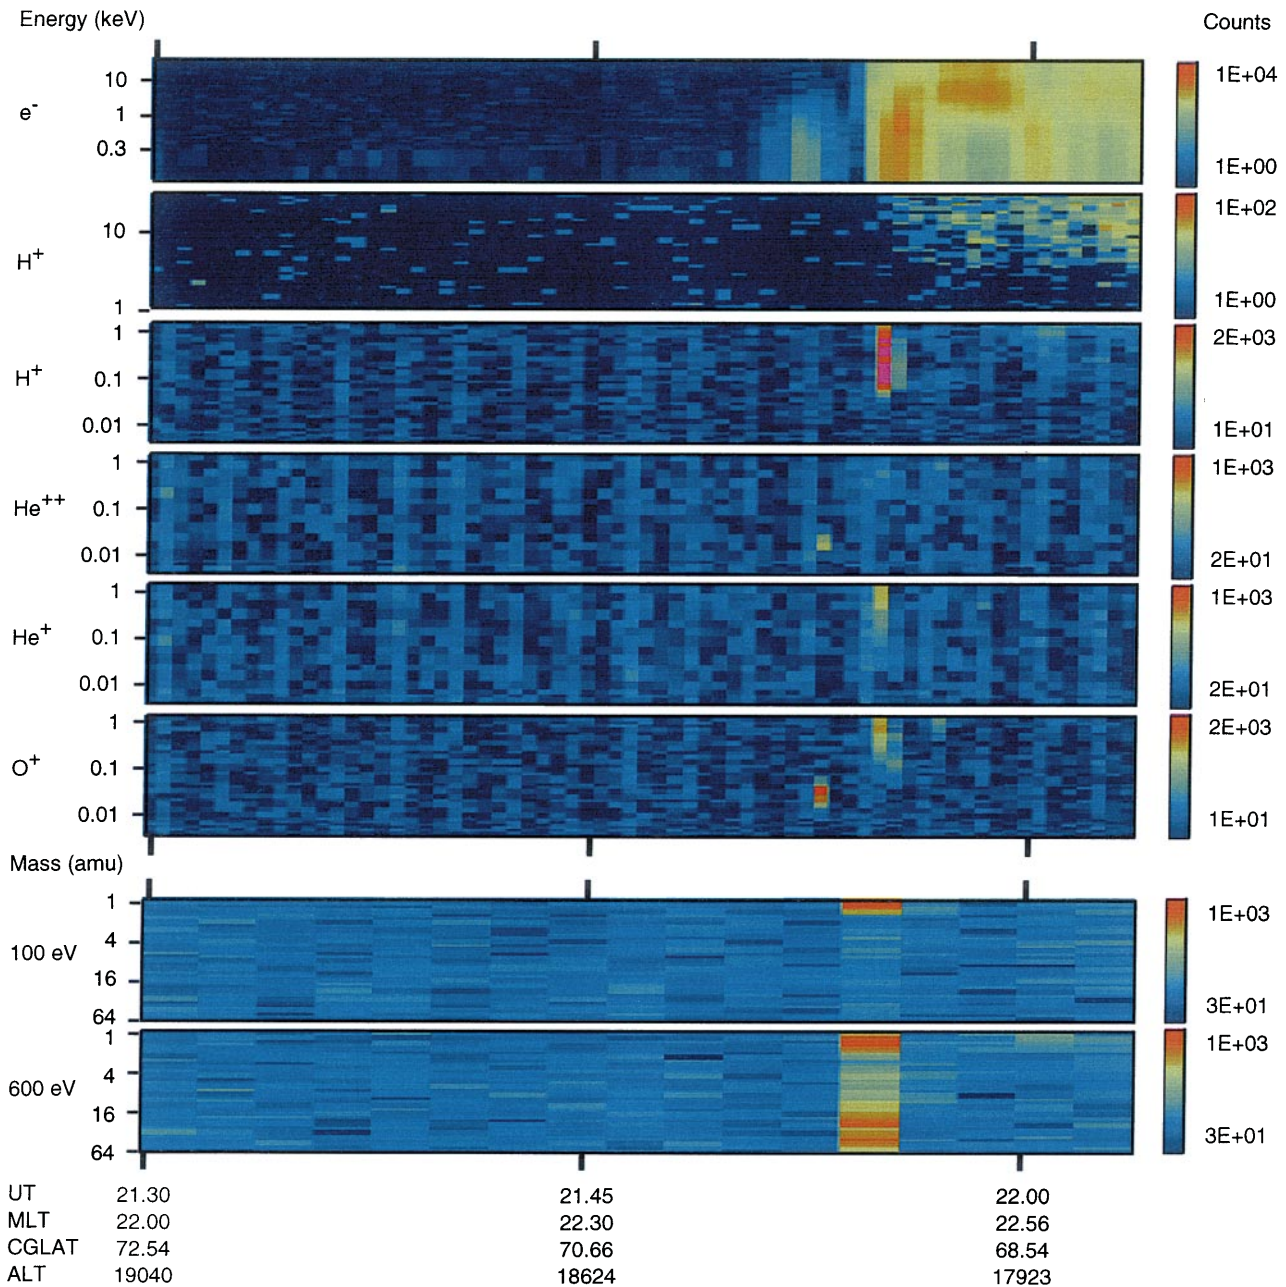 Energy (keV)
Counts
e-
10
1
0.3
1E+04
1E+00
H+
10
1
1E+02
1E+00
H+
1
0.1
0.01
2E+03
1E+01
He++
1
0.1
0.01
1E+03
2E+01
He+
1
0.1
0.01
1E+03
2E+01
O+
1
0.1
0.01
2E+03
1E+01
Mass (amu)
100 eV
1
4
16
64
1E+03
3E+01
600 eV
1
4
16
64
1E+03
3E+01
UT 21.30 21.45 22.00
MLT 22.00 22.30 22.56
CGLAT 72.54 70.66 68.54
ALT 19040 18624 17923